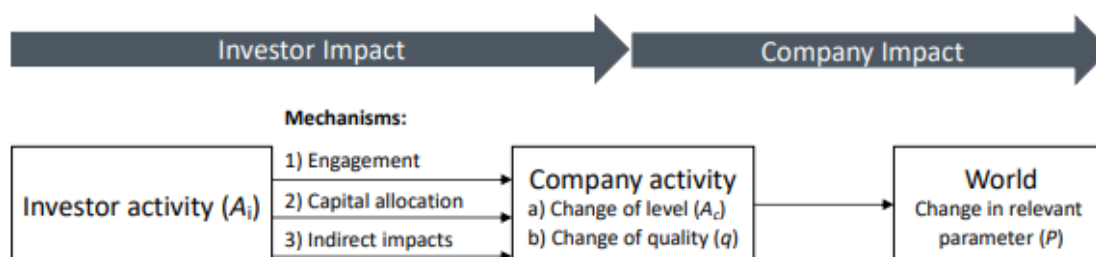 Investor Impact
Company Impact
Mechanisms:
1) Engagement
2) Capital allocation
3) Indirect impacts
Investor activity (Ai)
Company activity
a) Change of level (Ac)
b) Change of quality (q)
World
Change in relevant
parameter (P)